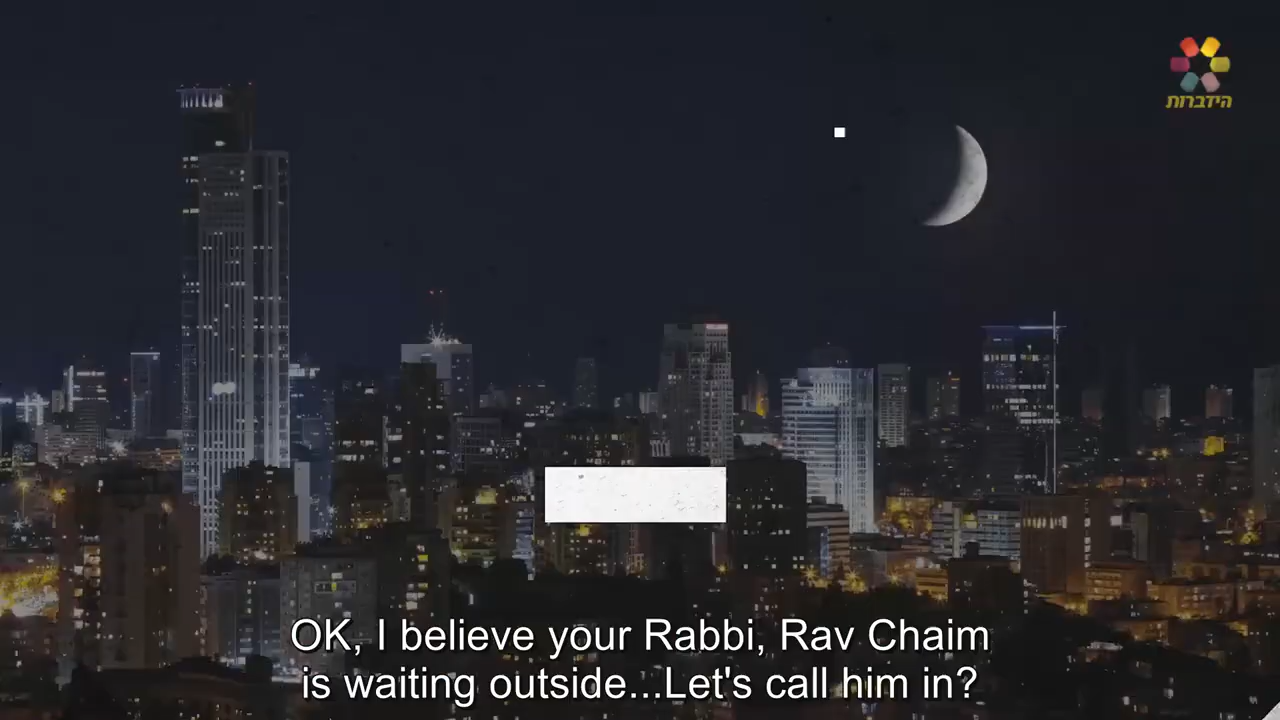 הידברות
OK, I believe your Rabbi, Rav Chaim
is waiting outside...Let's call him in?